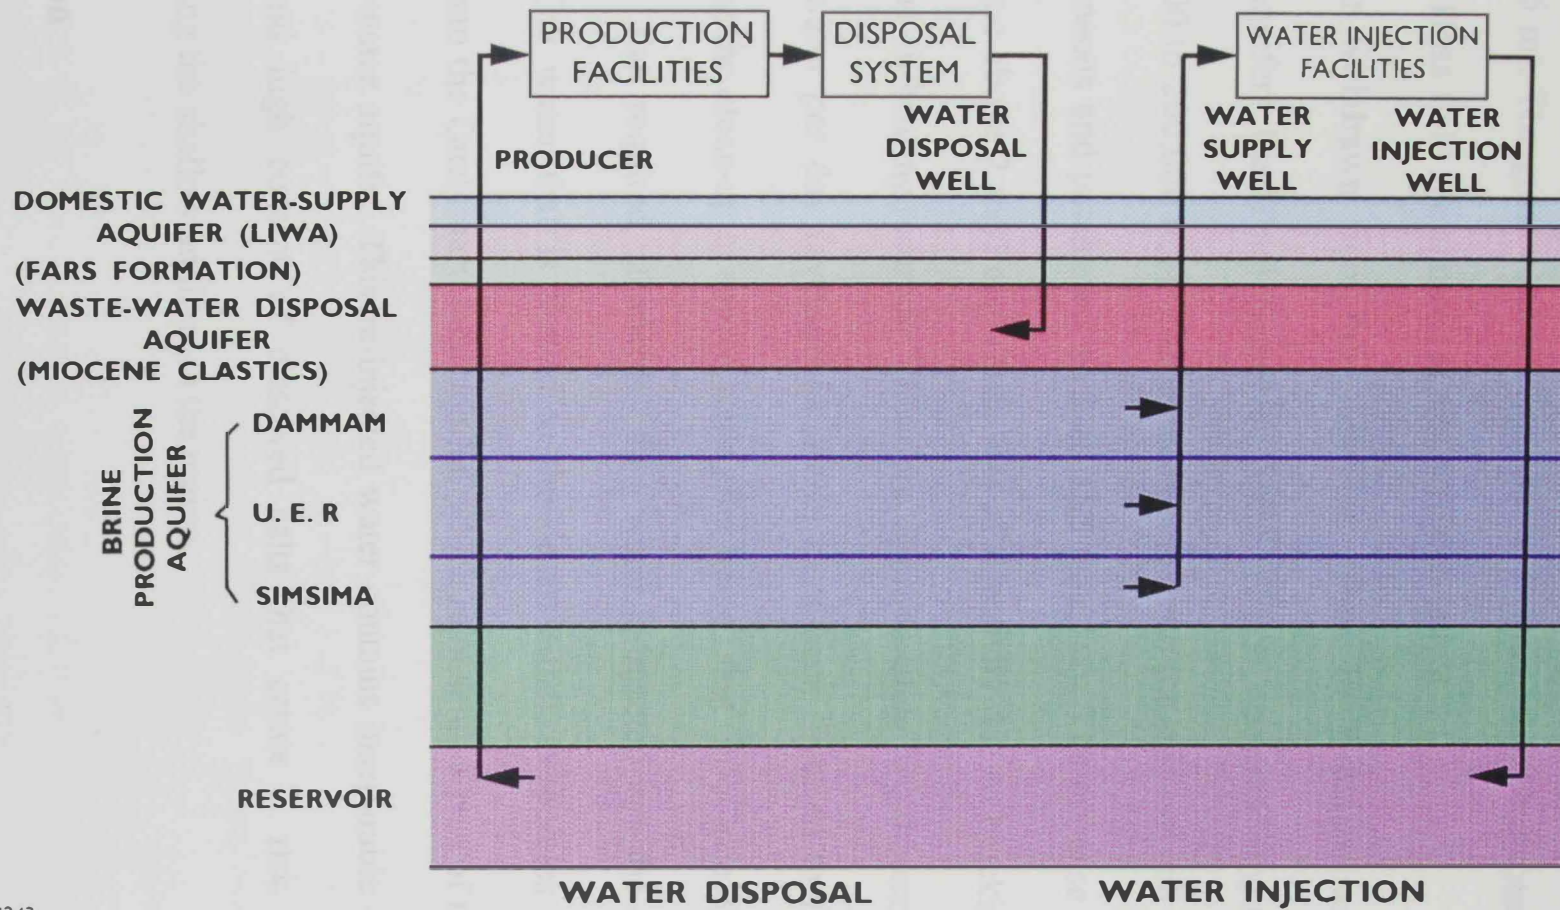 PRODUCTION
FACILITIES
DISPOSAL
SYSTEM
WATER INJECTION
FACILITIES
PRODUCER
WATER
DISPOSAL
WELL
WATER
SUPPLY
WELL
WATER
INJECTION
WELL
DOMESTIC WATER-SUPPLY
AQUIFER (LIWA)
(FARS FORMATION)
WASTE-WATER DISPOSAL
AQUIFER
(MIOCENE CLASTICS)
BRINE
PRODUCTION
AQUIFER
DAMMAM
U. E. R
SIMSIMA
RESERVOIR
WATER DISPOSAL
WATER INJECTION